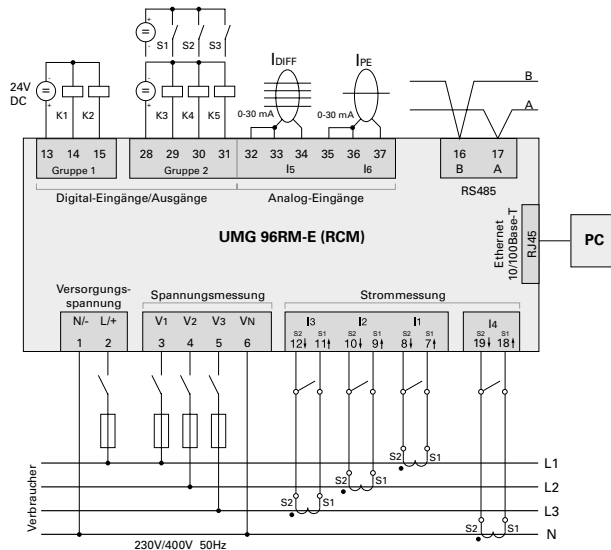 S1 S2 S3
24V
DC
K1 K2
K3 K4 K5
IDIFF
IPE
0-30 mA
0-30 mA
B
A
13 14 15
Gruppe 1
28 29 30 31
Gruppe 2
32 33 34 35 36 37
I5 I6
16 17
B A
RS485
Digital-Eingänge/Ausgänge
Analog-Eingänge
UMG 96RM-E (RCM)
Ethernet
10/100Base-T
RJ45
PC
Versorgungs-
spannung
Spannungsmessung
Strommessung
N/- L/+
V1 V2 V3 VN
I3 I2 I1
I4
S2 S1 S2 S1 S2 S1 S2 S1
1 2 3 4 5 6
12 11 10 9 8 7
19 18
Verbraucher
S2 S1
L1
S2 S1
L2
S2 S1
L3
S2 S1
N
230V/400V 50Hz